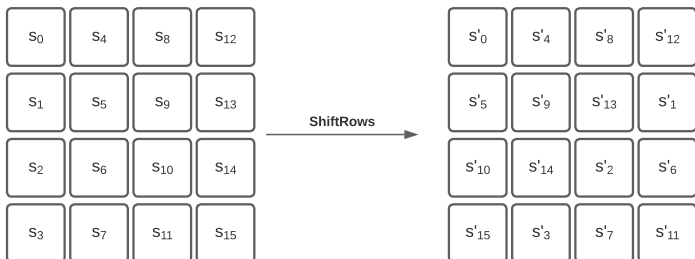 s0 s4 s8 s12 s'0 s'4 s'8 s'12
s1 s5 s9 s13 s'5 s'9 s'13 s'1
ShiftRows
s2 s6 s10 s14 s'10 s'14 s'2 s'6
s3 s7 s11 s15 s'15 s'3 s'7 s'11